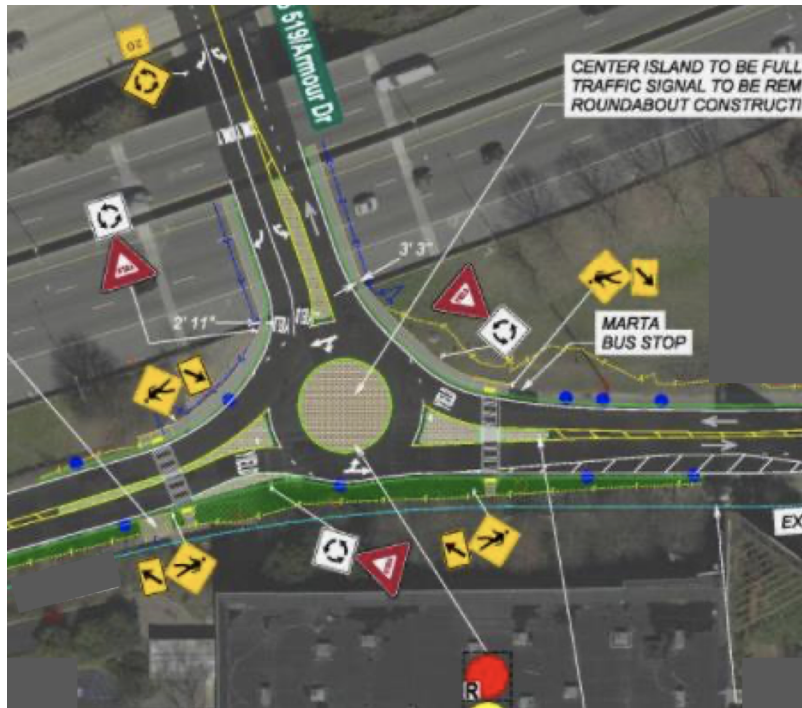 20
519/Armour Dr
CENTER ISLAND TO BE FULL
TRAFFIC SIGNAL TO BE REM
ROUNDABOUT CONSTRUCTI
3' 3"
2' 11"
MARTA
BUS STOP
EX
R